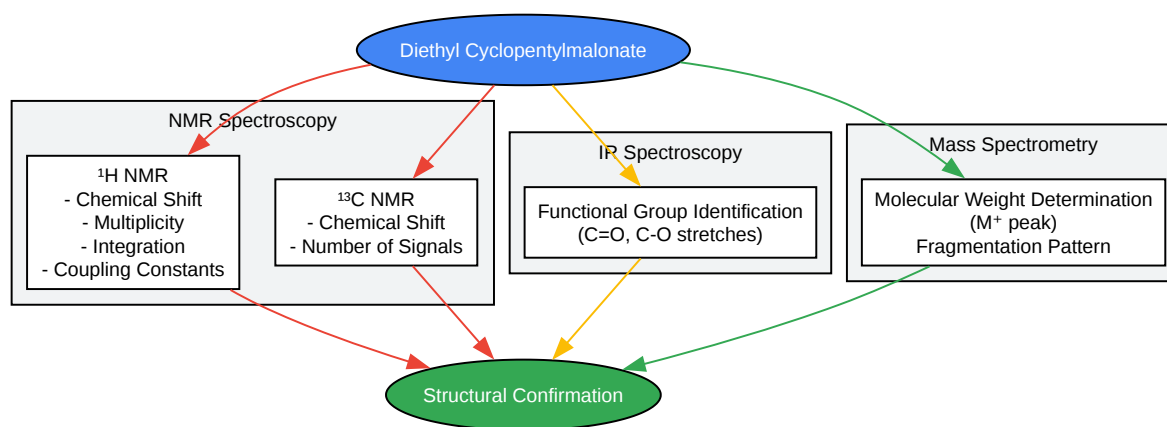 Diethyl Cyclopentylmalonate
NMR Spectroscopy
¹H NMR
- Chemical Shift
- Multiplicity
- Integration
- Coupling Constants
¹³C NMR
- Chemical Shift
- Number of Signals
IR Spectroscopy
Functional Group Identification
(C=O, C-O stretches)
Mass Spectrometry
Molecular Weight Determination
(M⁺ peak)
Fragmentation Pattern
Structural Confirmation